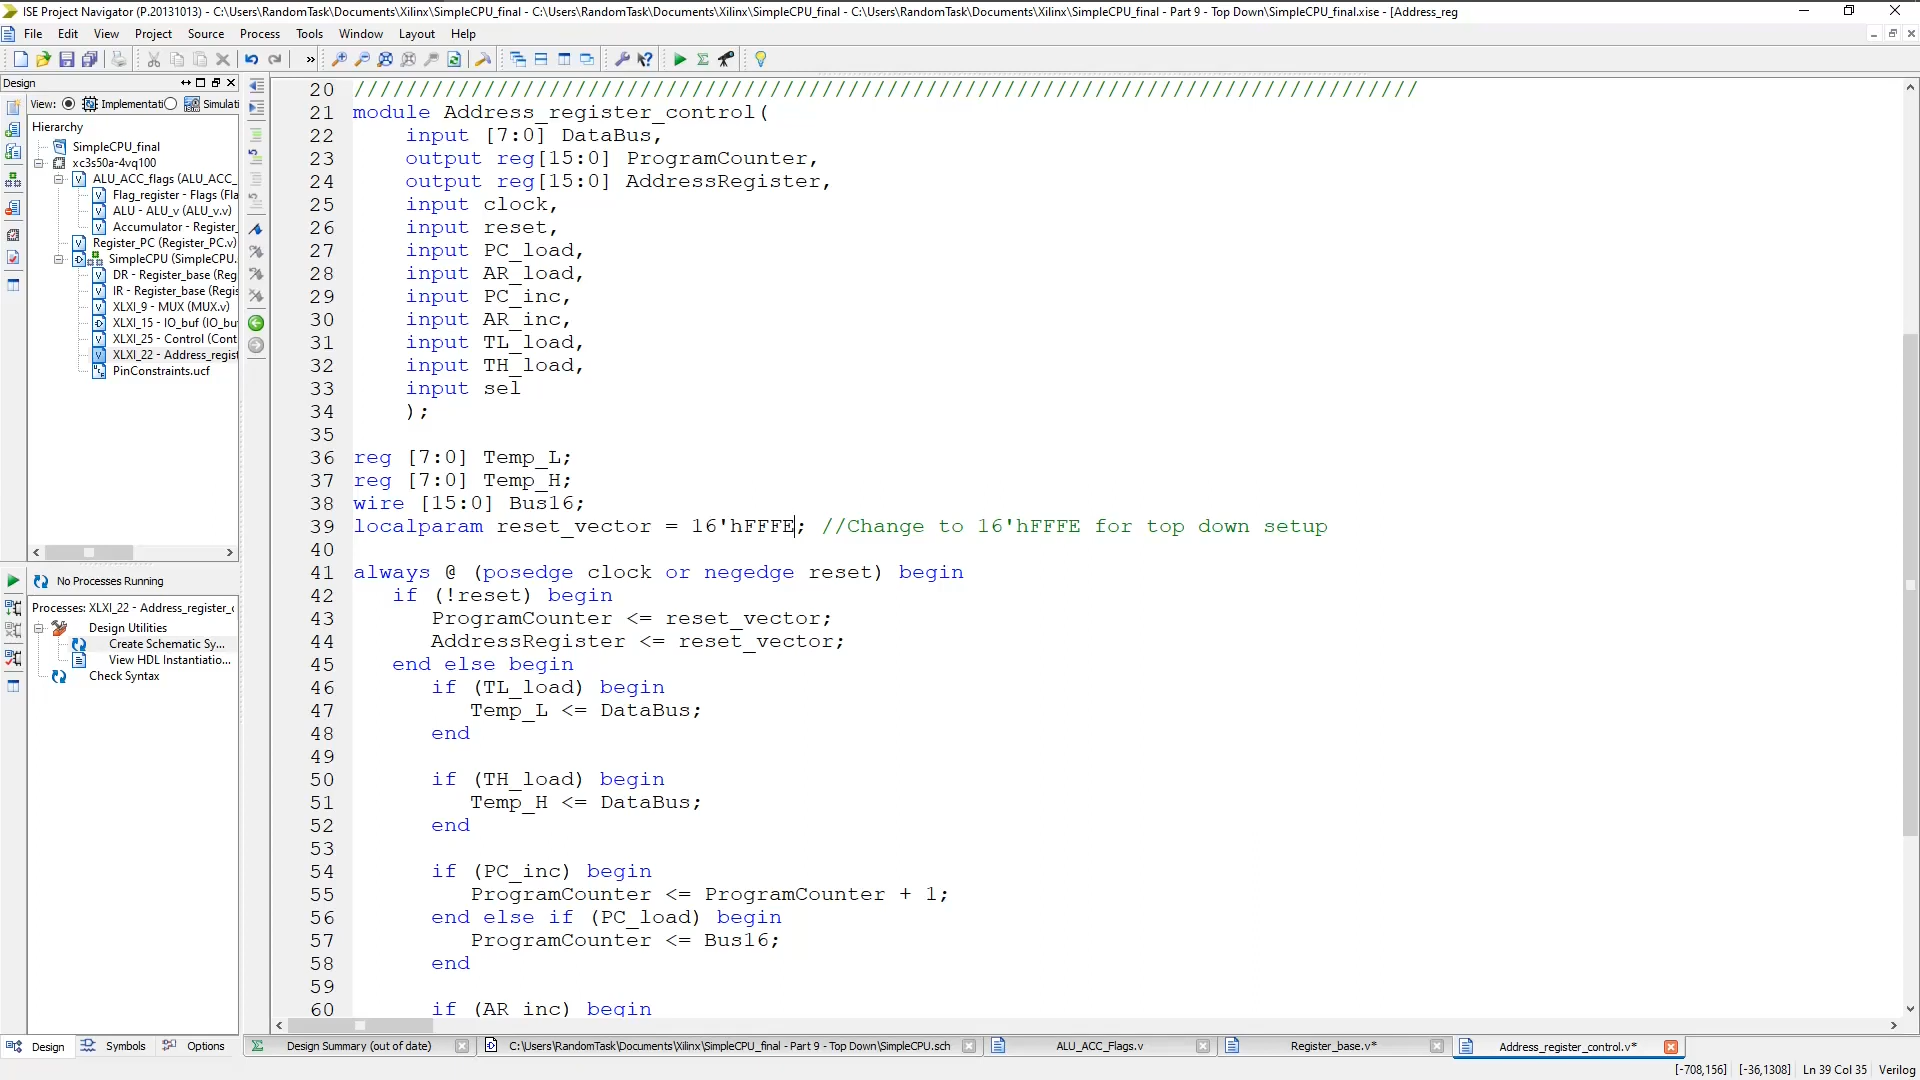 ISE Project Navigator (P.20131013) - C:\Users\RandomTask\Documents\Xilinx\SimpleCPU_final - C:\Users\RandomTask\Documents\Xilinx\SimpleCPU_final - C:\Users\RandomTask\Documents\Xilinx\SimpleCPU_final - Part 9 - Top Down\SimpleCPU_final.xise - [Address_reg
File Edit View Project Source Process Tools Window Layout Help
Design
View: Implementati Simulati
Hierarchy
SimpleCPU_final
xc3s50a-4vq100
ALU_ACC_flags (ALU_ACC_
Flag_register - Flags (Fla
ALU - ALU_v (ALU_v.v)
Accumulator - Register_
Register_PC (Register_PC.v)
SimpleCPU (SimpleCPU.
DR - Register_base (Reg
IR - Register_base (Regis
XLXI_9 - MUX (MUX.v)
XLXI_15 - IO_buf (IO_bu
XLXI_25 - Control (Cont
XLXI_22 - Address_regist
PinConstraints.ucf
No Processes Running
Processes: XLXI_22 - Address_register_c
Design Utilities
Create Schematic Sy...
View HDL Instantiatio...
Check Syntax
Design Symbols Options
20 //////////////////////////////////////////////////////////////////////////////////
21 module Address_register_control(
22 input [7:0] DataBus,
23 output reg[15:0] ProgramCounter,
24 output reg[15:0] AddressRegister,
25 input clock,
26 input reset,
27 input PC_load,
28 input AR_load,
29 input PC_inc,
30 input AR_inc,
31 input TL_load,
32 input TH_load,
33 input sel
34 );
35
36 reg [7:0] Temp_L;
37 reg [7:0] Temp_H;
38 wire [15:0] Bus16;
39 localparam reset_vector = 16'hFFFE; //Change to 16'hFFFE for top down setup
40
41 always @ (posedge clock or negedge reset) begin
42 if (!reset) begin
43 ProgramCounter <= reset_vector;
44 AddressRegister <= reset_vector;
45 end else begin
46 if (TL_load) begin
47 Temp_L <= DataBus;
48 end
49
50 if (TH_load) begin
51 Temp_H <= DataBus;
52 end
53
54 if (PC_inc) begin
55 ProgramCounter <= ProgramCounter + 1;
56 end else if (PC_load) begin
57 ProgramCounter <= Bus16;
58 end
59
60 if (AR_inc) begin
Design Summary (out of date) C:\Users\RandomTask\Documents\Xilinx\SimpleCPU_final - Part 9 - Top Down\SimpleCPU.sch ALU_ACC_Flags.v Register_base.v* Address_register_control.v*
[-708,156] [-36,1308] Ln 39 Col 35 Verilog